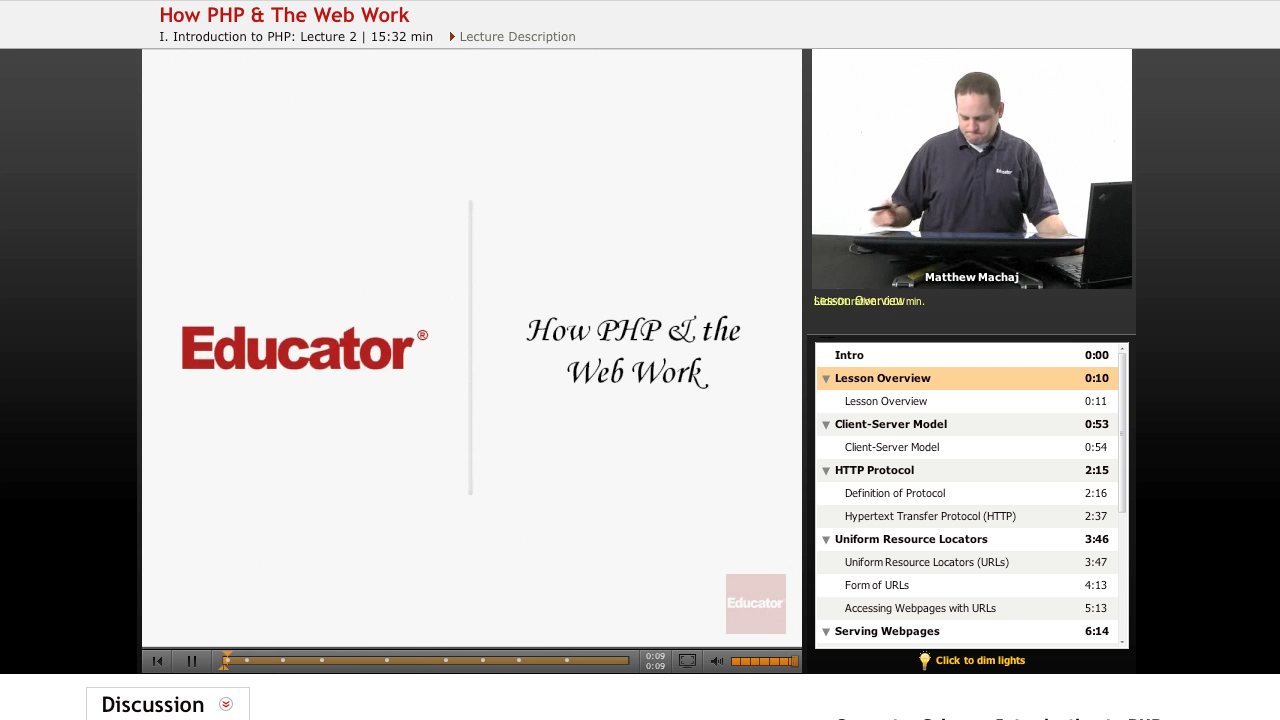 How PHP & The Web Work
I. Introduction to PHP: Lecture 2 | 15:32 min Lecture Description
Educator®
How PHP & the
Web Work
Educator
Educator
Matthew Machaj
Lesson Overview
min.
Intro 0:00
Lesson Overview 0:10
Lesson Overview 0:11
Client-Server Model 0:53
Client-Server Model 0:54
HTTP Protocol 2:15
Definition of Protocol 2:16
Hypertext Transfer Protocol (HTTP) 2:37
Uniform Resource Locators 3:46
Uniform Resource Locators (URLs) 3:47
Form of URLs 4:13
Accessing Webpages with URLs 5:13
Serving Webpages 6:14
0:09
0:09
Click to dim lights
Discussion